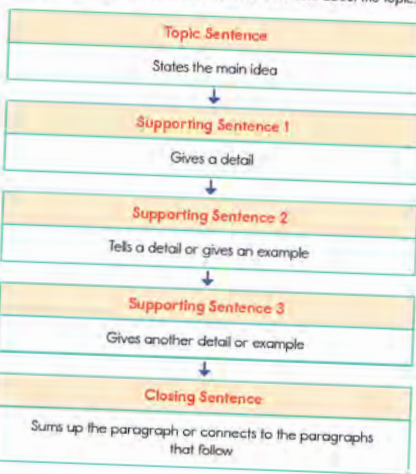 the topic.
Topic Sentence
States the main idea
Supporting Sentence 1
Gives a detail
Supporting Sentence 2
Tells a detail or gives an example
Supporting Sentence 3
Gives another detail or example
Closing Sentence
Sums up the paragraph or connects to the paragraphs
that follow